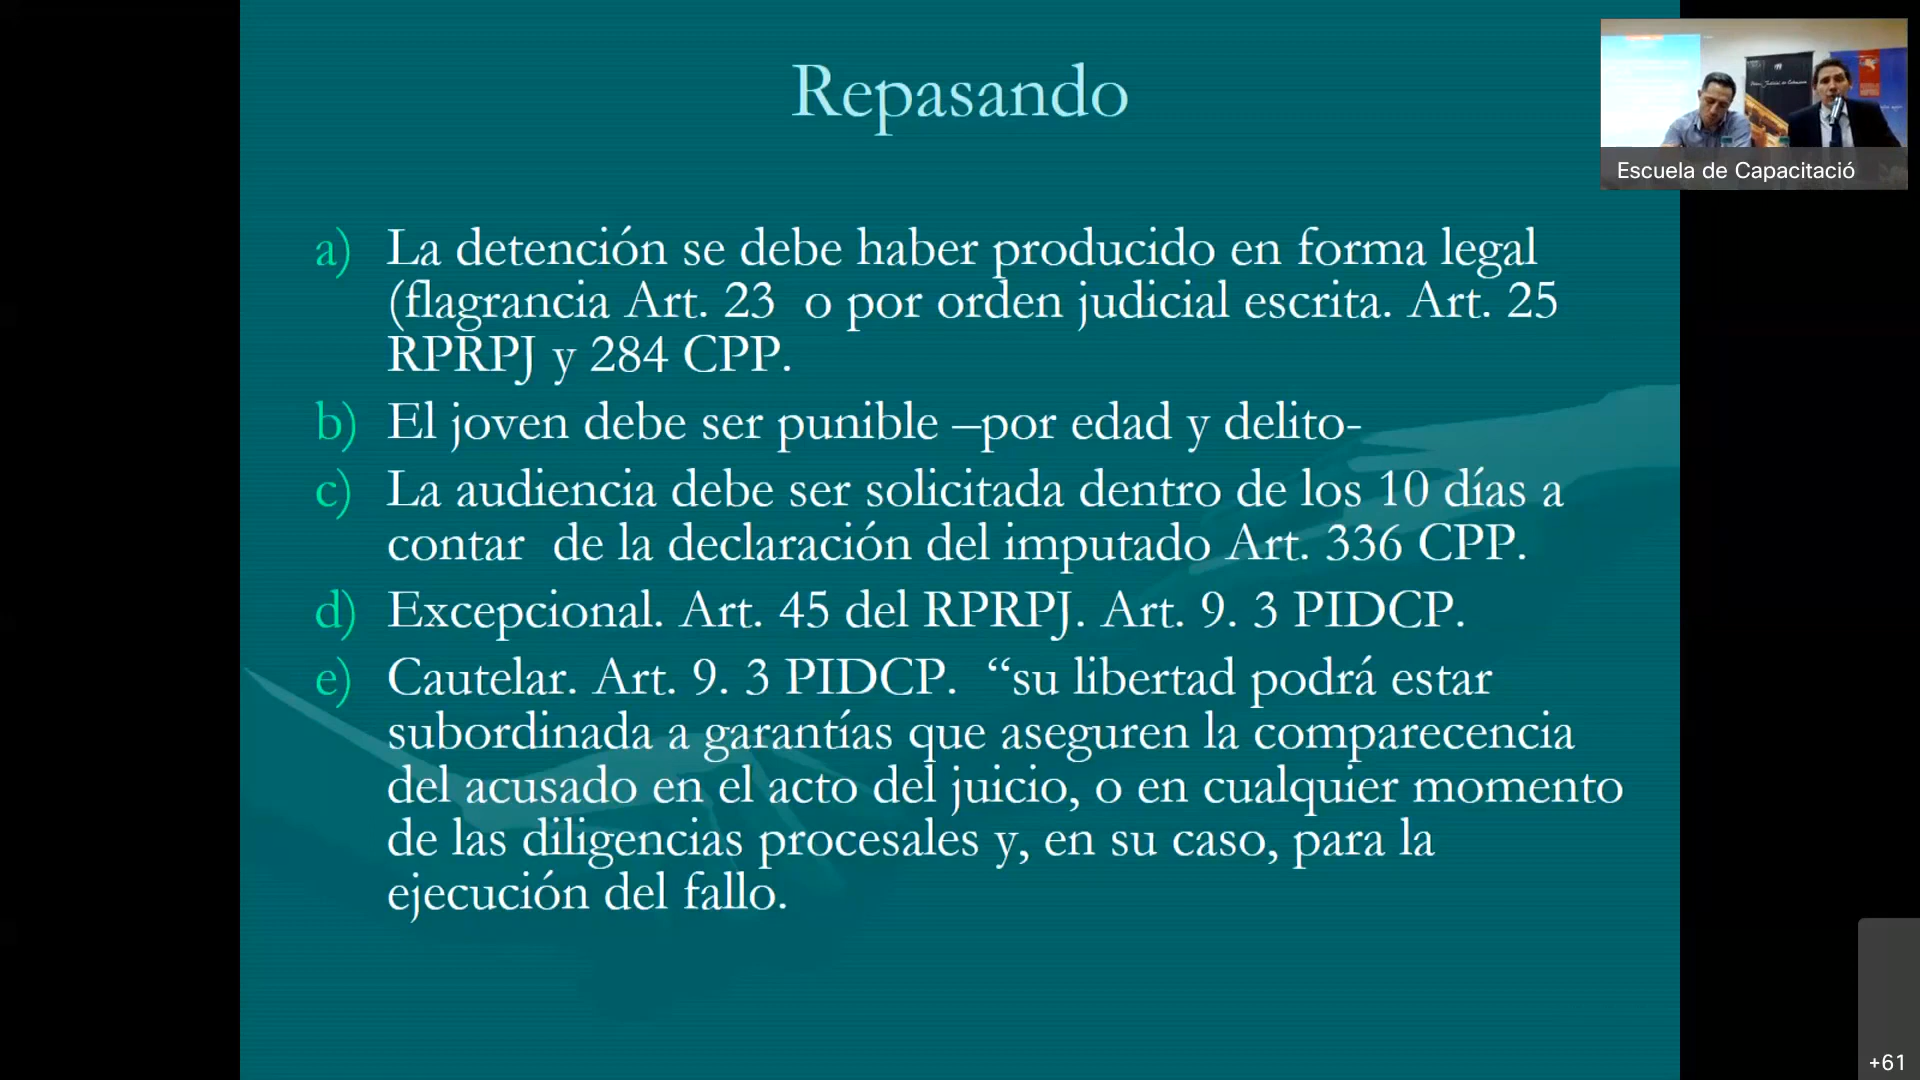 Repasando
a) La detención se debe haber producido en forma legal
(flagrancia Art. 23 o por orden judicial escrita. Art. 25
RPRPJ y 284 CPP.
b) El joven debe ser punible –por edad y delito-
c) La audiencia debe ser solicitada dentro de los 10 días a
contar de la declaración del imputado Art. 336 CPP.
d) Excepcional. Art. 45 del RPRPJ. Art. 9. 3 PIDCP.
e) Cautelar. Art. 9. 3 PIDCP. “su libertad podrá estar
subordinada a garantías que aseguren la comparecencia
del acusado en el acto del juicio, o en cualquier momento
de las diligencias procesales y, en su caso, para la
ejecución del fallo.
Escuela de Capacitació
+61